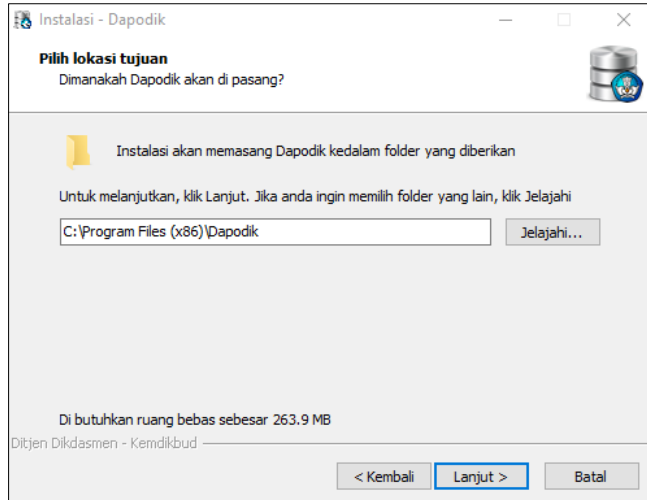 Instalasi - Dapodik
Pilih lokasi tujuan
Dimanakah Dapodik akan di pasang?
Instalasi akan memasang Dapodik kedalam folder yang diberikan
Untuk melanjutkan, klik Lanjut. Jika anda ingin memilih folder yang lain, klik Jelajahi
C:\Program Files (x86)\Dapodik
Jelajahi...
Di butuhkan ruang bebas sebesar 263.9 MB
Ditjen Dikdasmen - Kemdikbud
< Kembali
Lanjut >
Batal